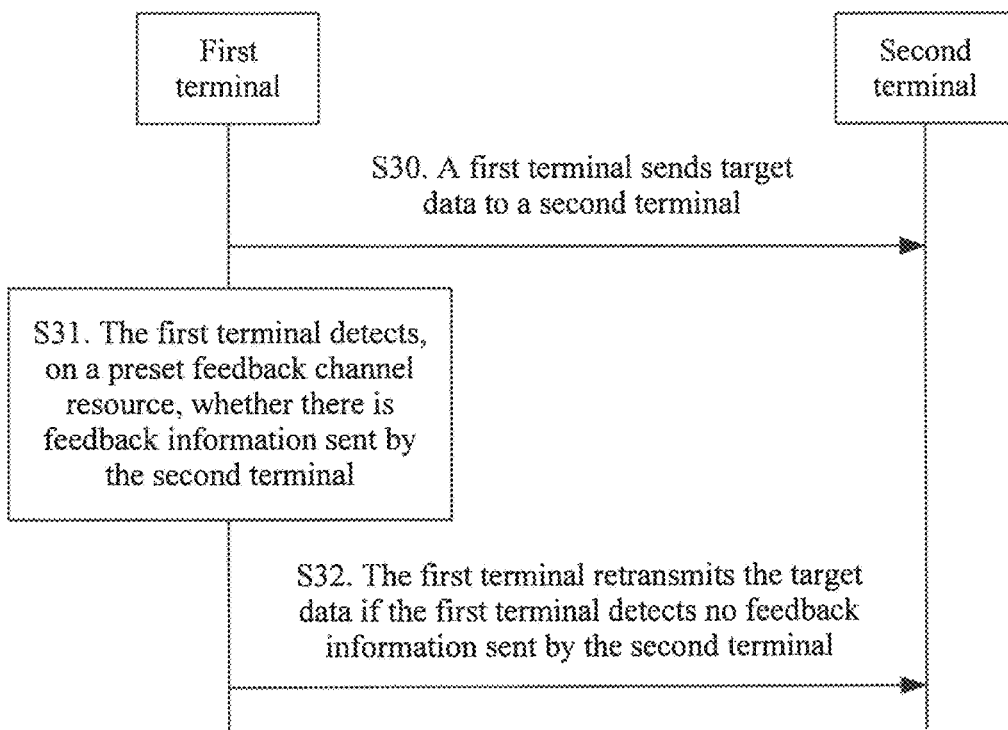 First
terminal
Second
terminal
S30. A first terminal sends target
data to a second terminal
S31. The first terminal detects,
on a preset feedback channel
resource, whether there is
feedback information sent by
the second terminal
S32. The first terminal retransmits the target
data if the first terminal detects no feedback
information sent by the second terminal